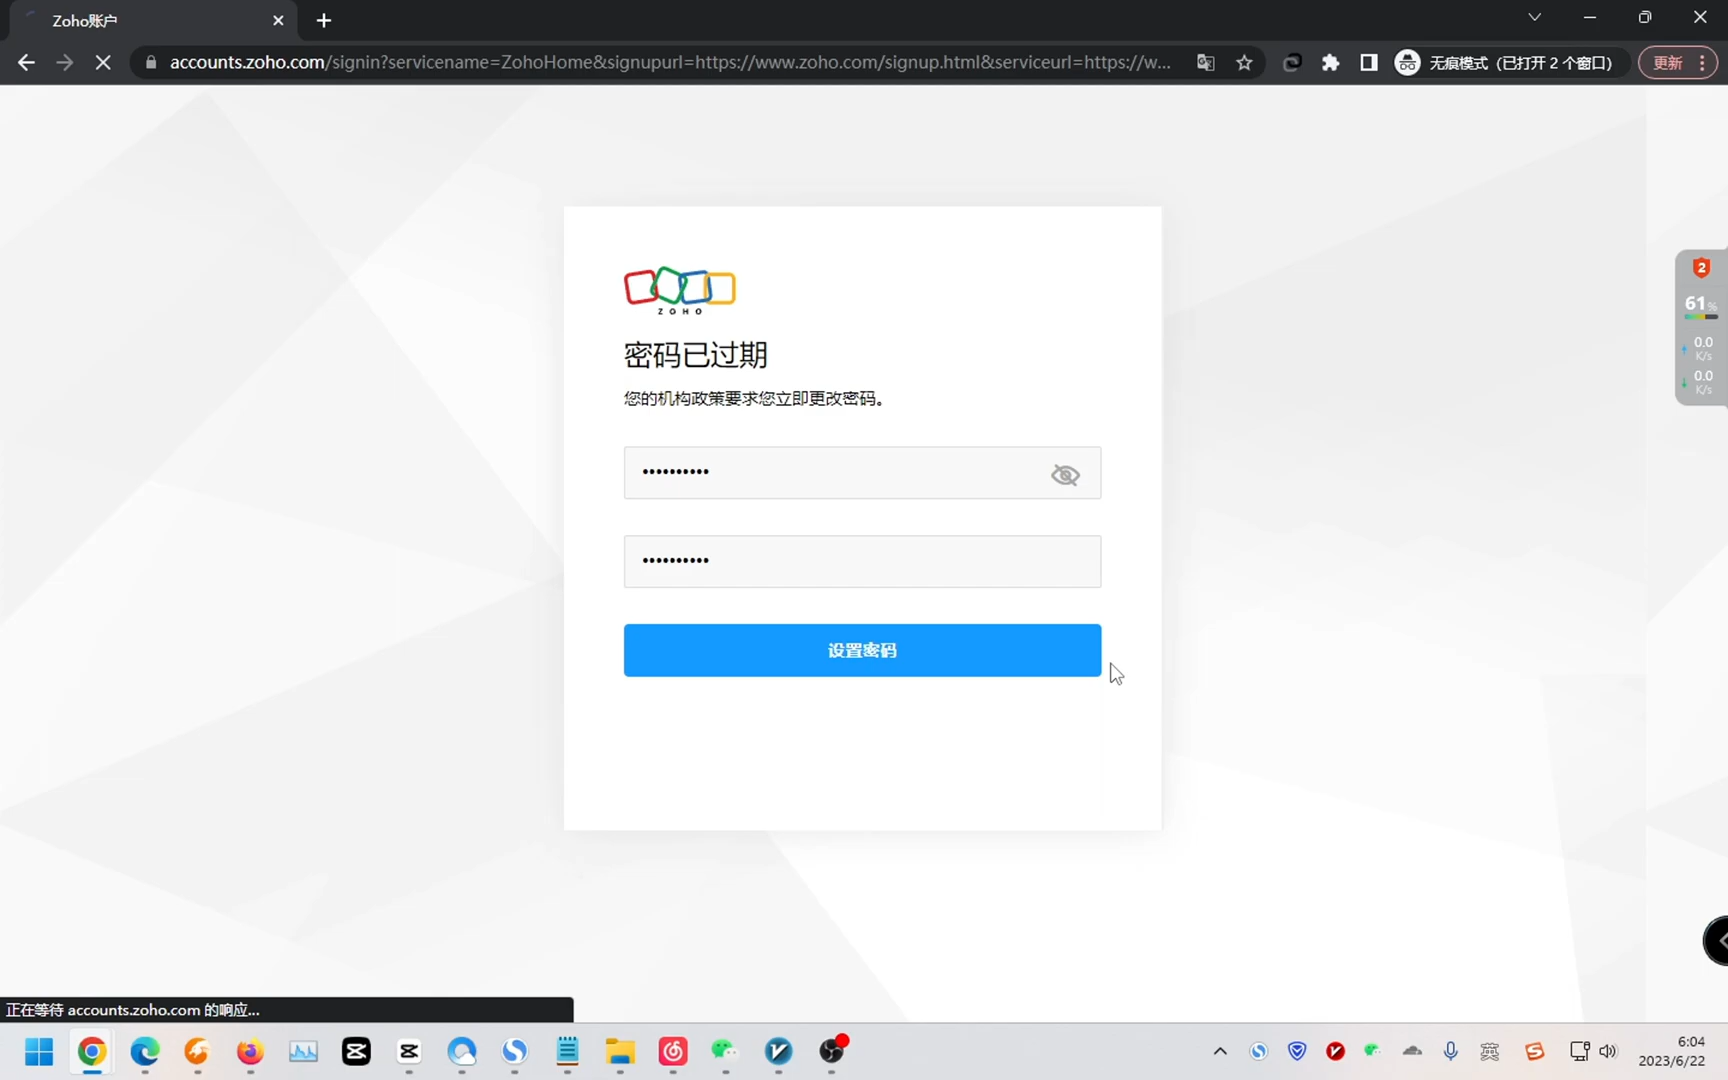 Zoho账户
accounts.zoho.com/signin?servicename=ZohoHome&signupurl=https://www.zoho.com/signup.html&serviceurl=https://w...
无痕模式 (已打开 2 个窗口)
更新
2
61%
0.0
K/s
0.0
K/s
ZOHO
密码已过期
您的机构政策要求您立即更改密码。
••••••••••
••••••••••
设置密码
正在等待 accounts.zoho.com 的响应...
英
6:04
2023/6/22